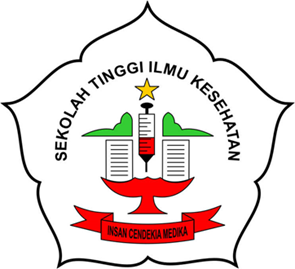 SEKOLAH TINGGI ILMU KESEHATAN
INSAN CENDEKIA MEDIKA